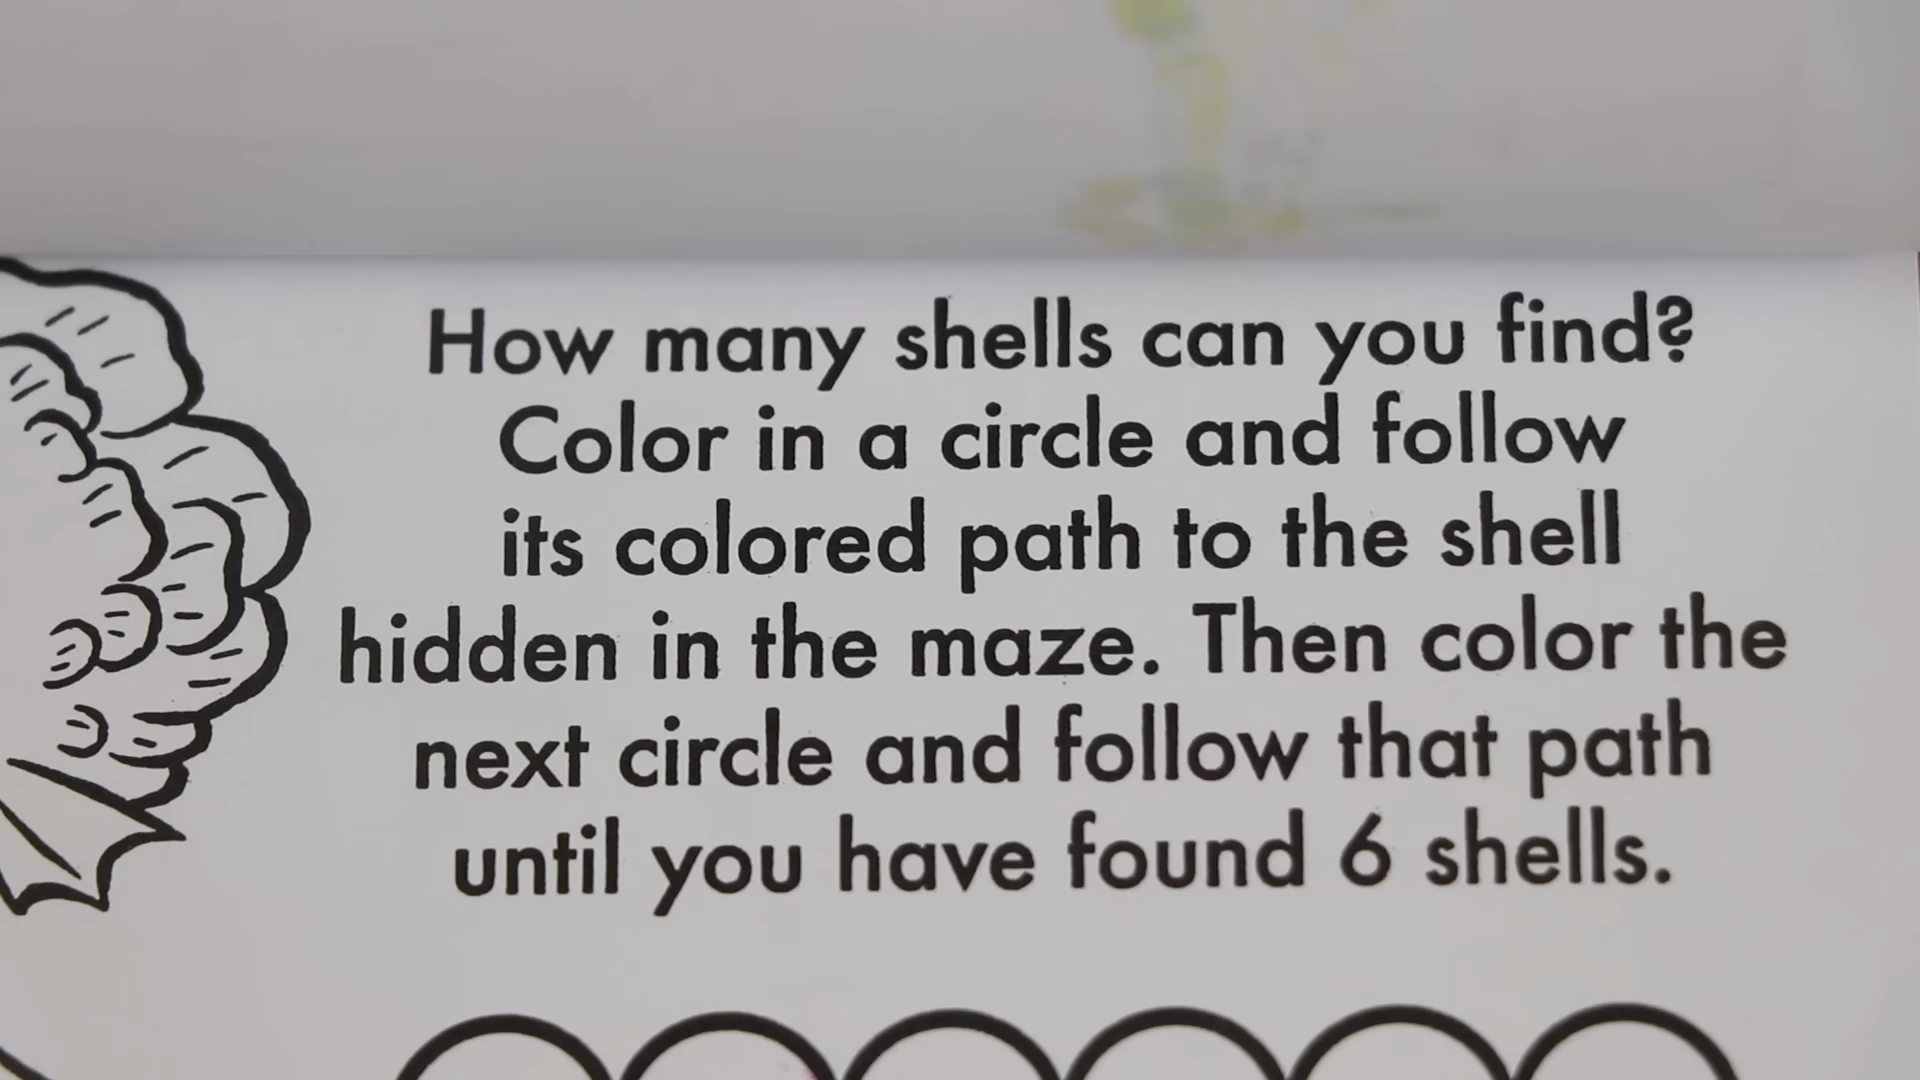 How many shells can you find?
Color in a circle and follow
its colored path to the shell
hidden in the maze. Then color the
next circle and follow that path
until you have found 6 shells.